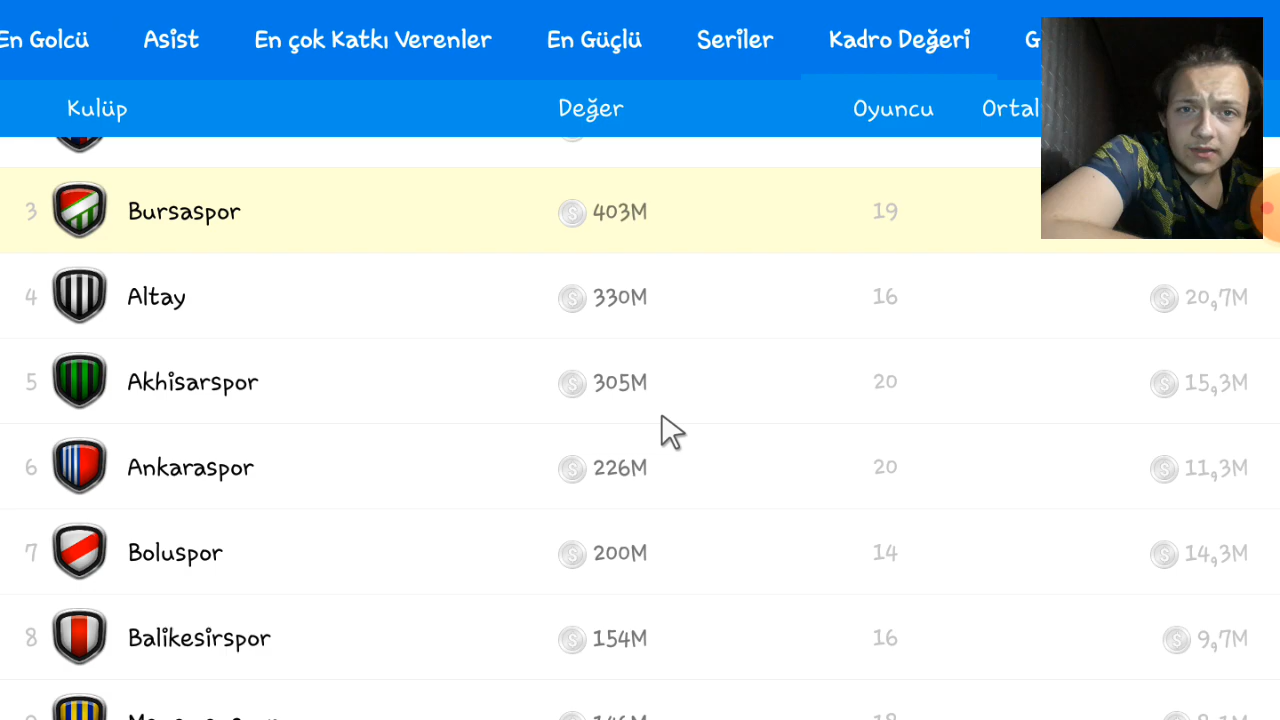 En Golcü Asist En çok Katkı Verenler En Güçlü Seriler Kadro Değeri
Kulüp Değer Oyuncu Ortal
3 Bursaspor 403M 19
4 Altay 330M 16 20,7M
5 Akhisarspor 305M 20 15,3M
6 Ankaraspor 226M 20 11,3M
7 Boluspor 200M 14 14,3M
8 Balikesirspor 154M 16 9,7M